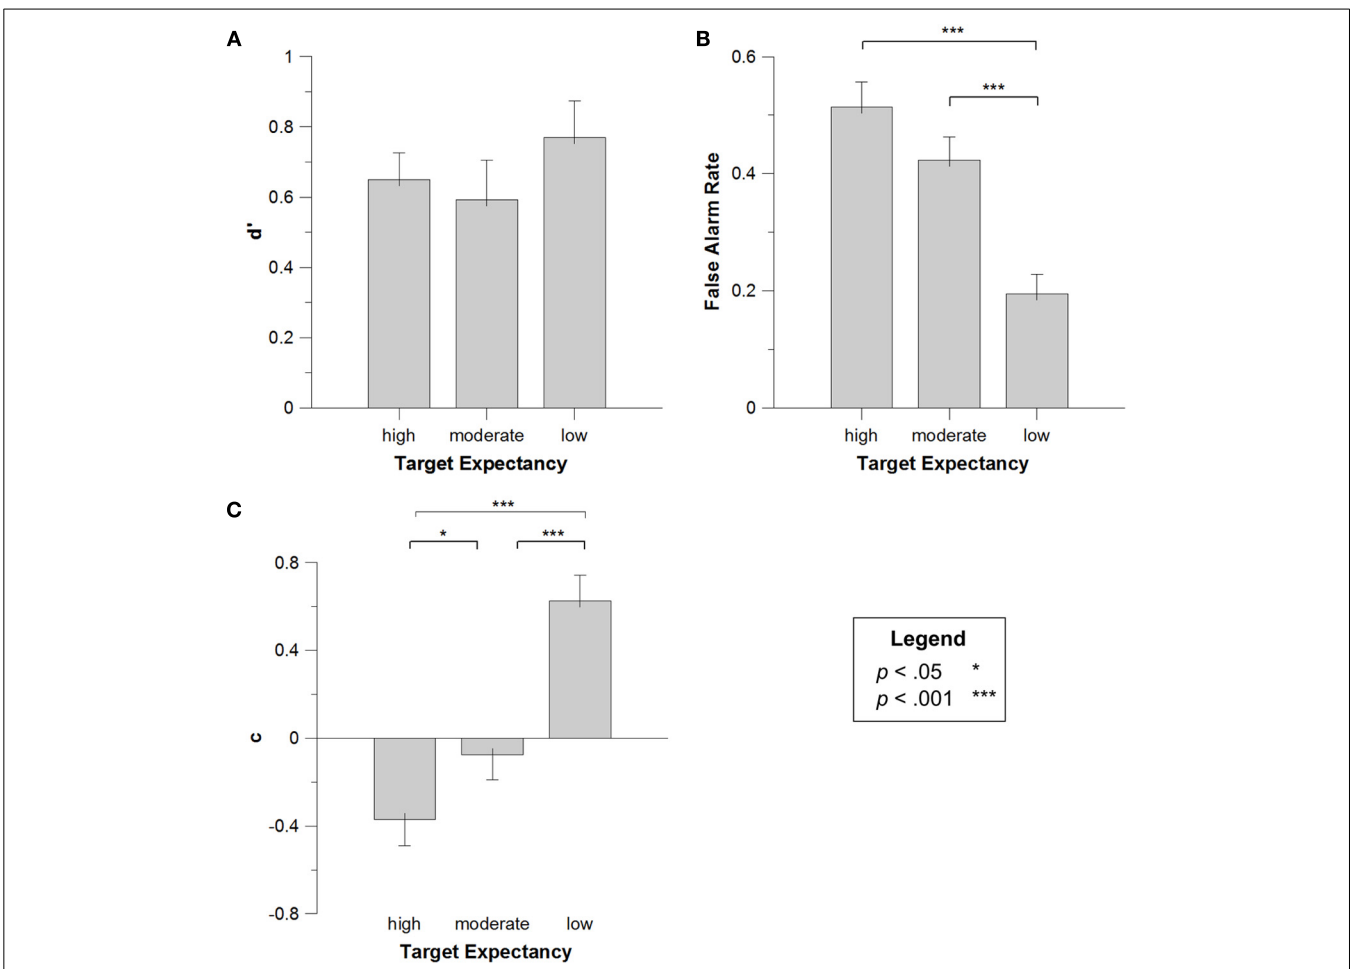 A
1
0.8
0.6
0.4
0.2
0
d'
high moderate low
Target Expectancy
B
***
***
0.6
0.4
0.2
0
False Alarm Rate
high moderate low
Target Expectancy
C
***
* ***
0.8
0.4
0
-0.4
-0.8
c
high moderate low
Target Expectancy
Legend
p < .05 *
p < .001 ***